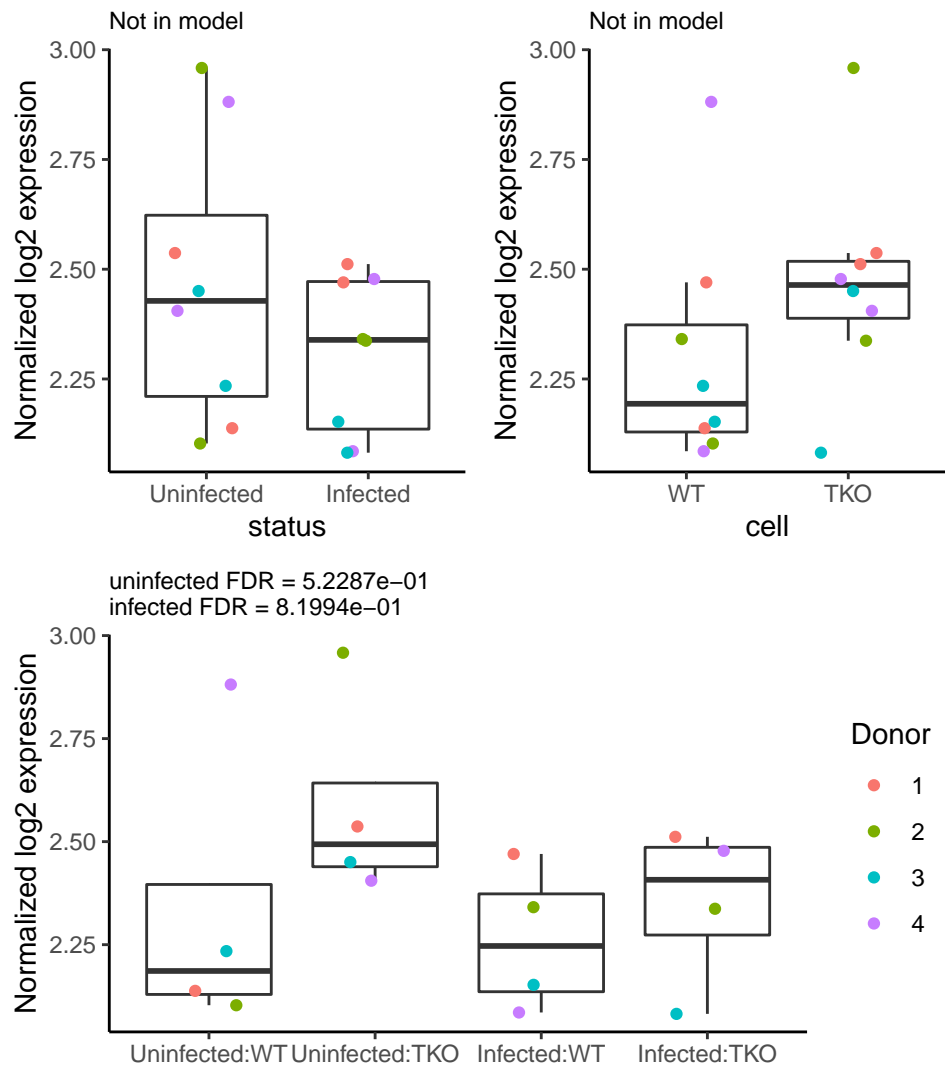 Not in model
Normalized log2 expression
3.00
2.75
2.50
2.25
Uninfected Infected
status
Not in model
Normalized log2 expression
3.00
2.75
2.50
2.25
WT TKO
cell
uninfected FDR = 5.2287e−01
infected FDR = 8.1994e−01
Normalized log2 expression
3.00
2.75
2.50
2.25
Uninfected:WT Uninfected:TKO Infected:WT Infected:TKO
Donor
1
2
3
4